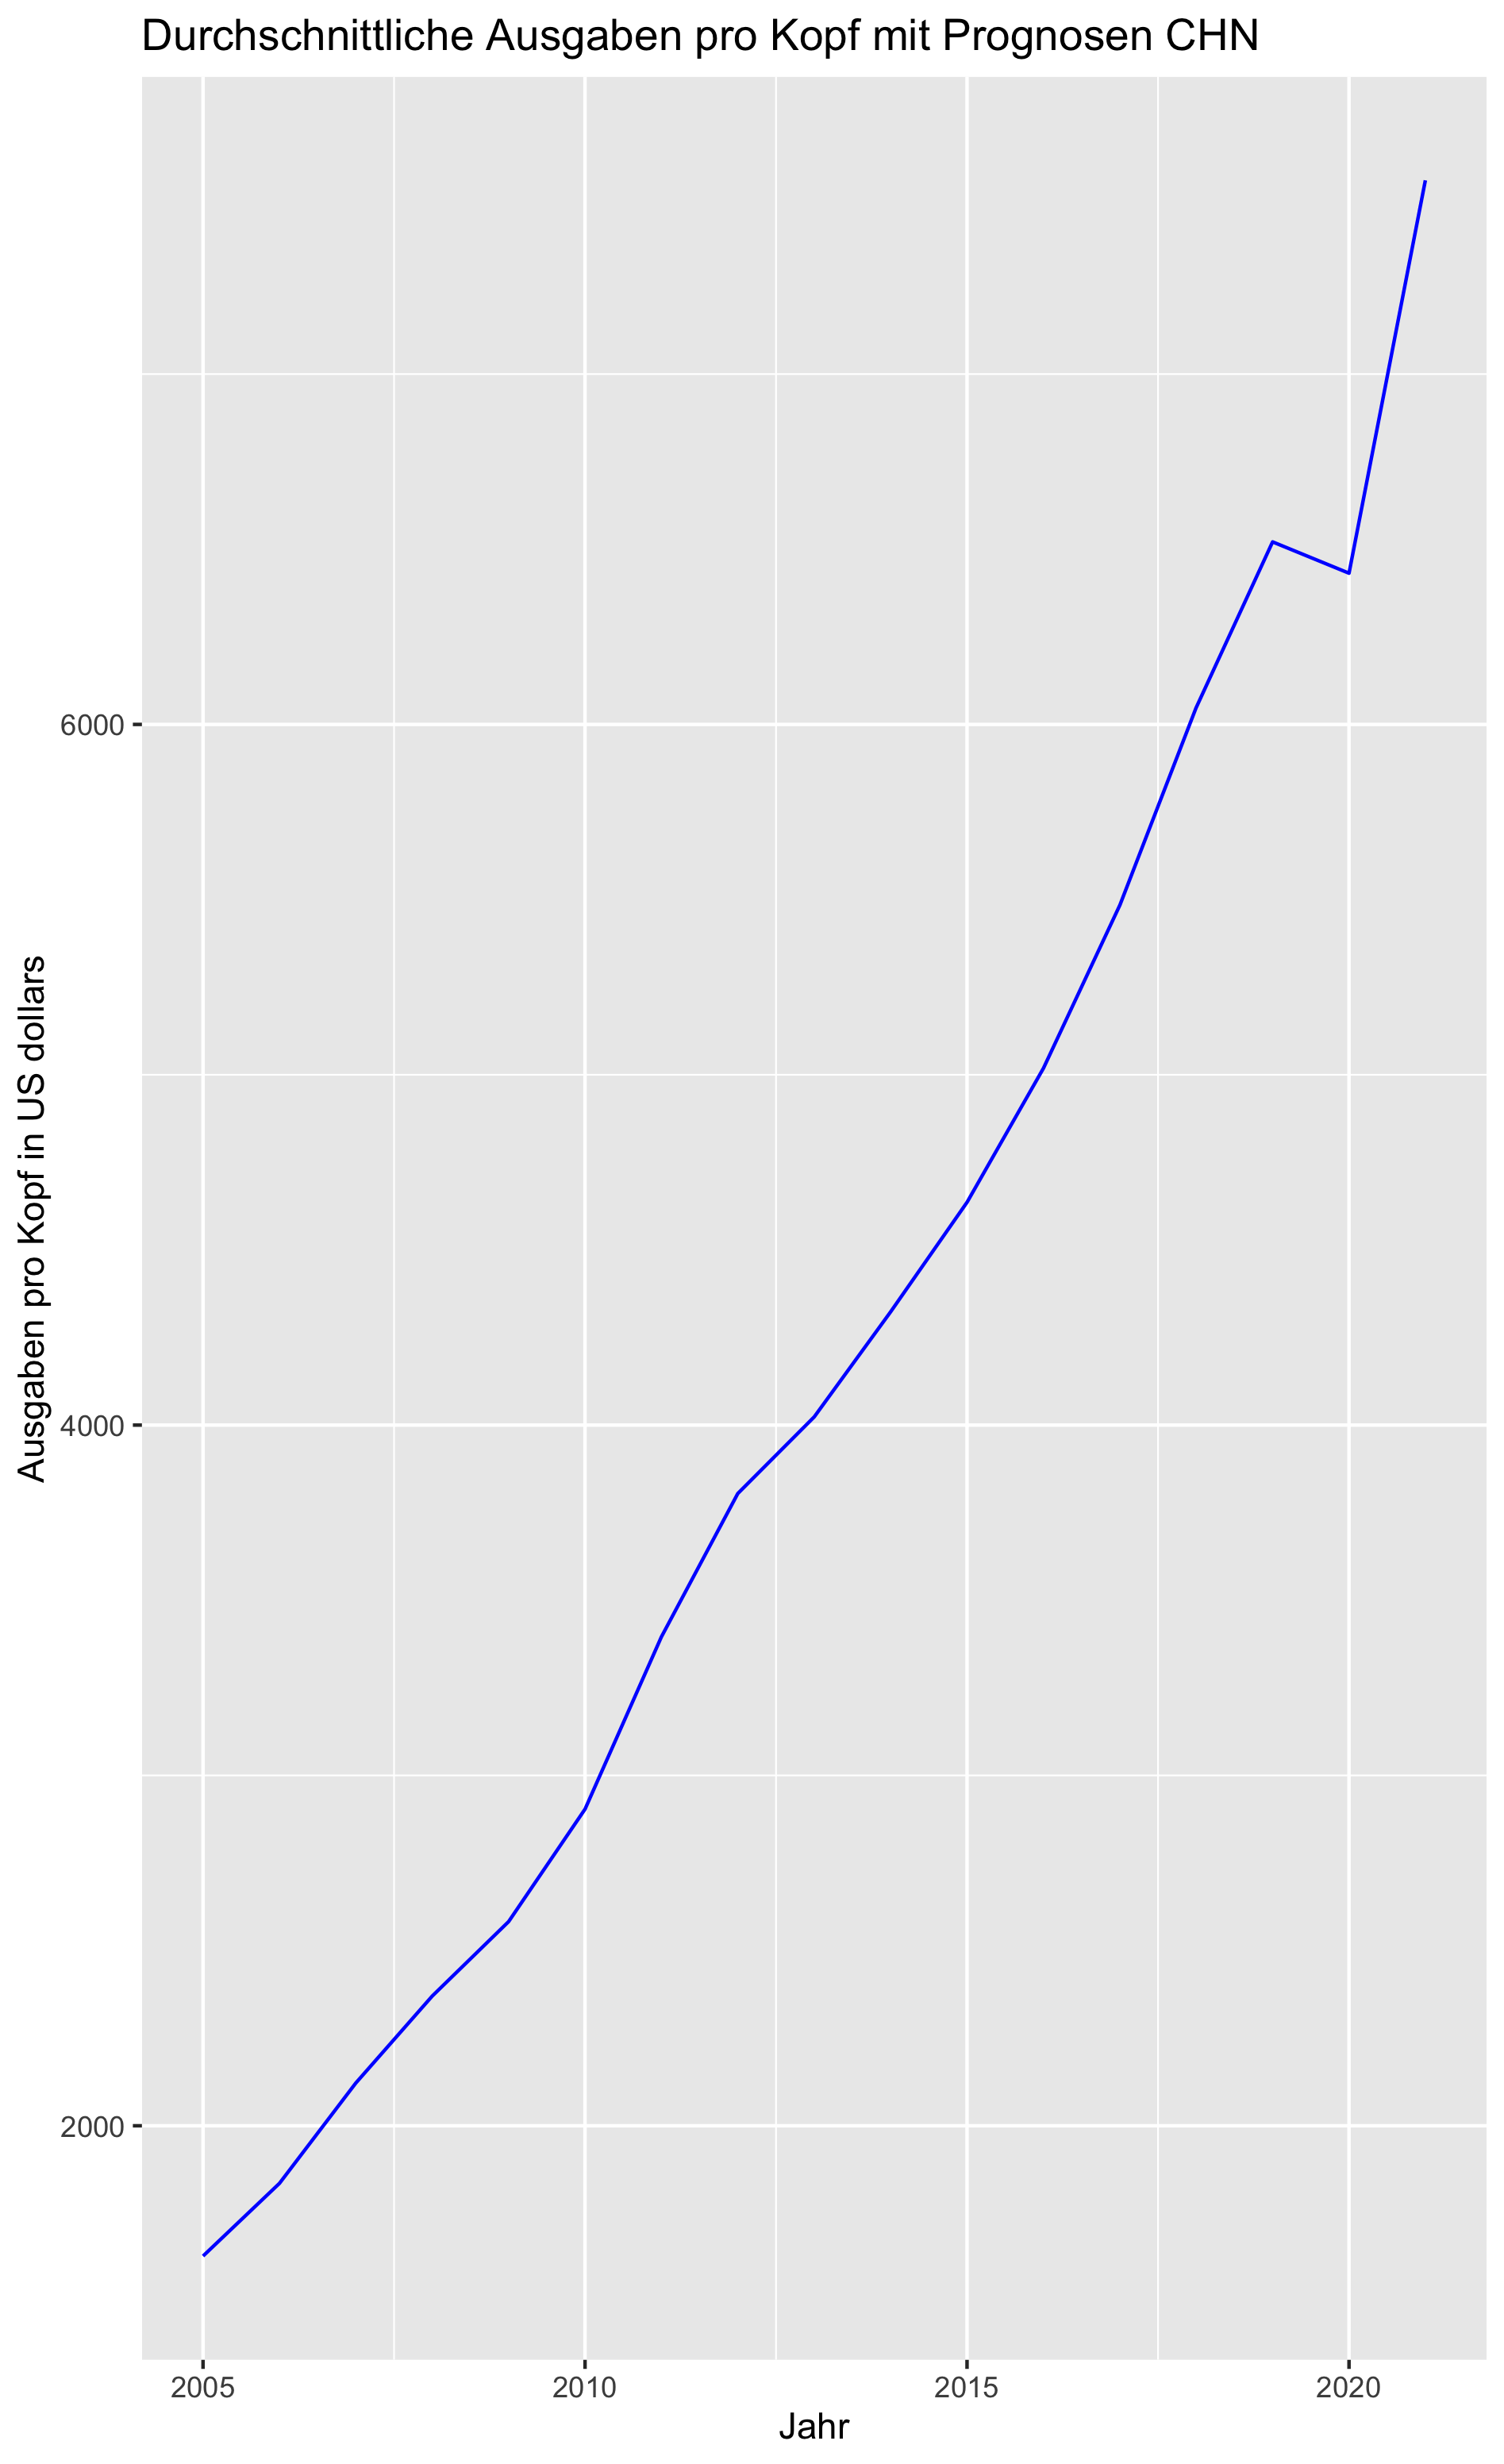 Durchschnittliche Ausgaben pro Kopf mit Prognosen CHN
Ausgaben pro Kopf in US dollars
6000
4000
2000
2005
2010
2015
2020
Jahr